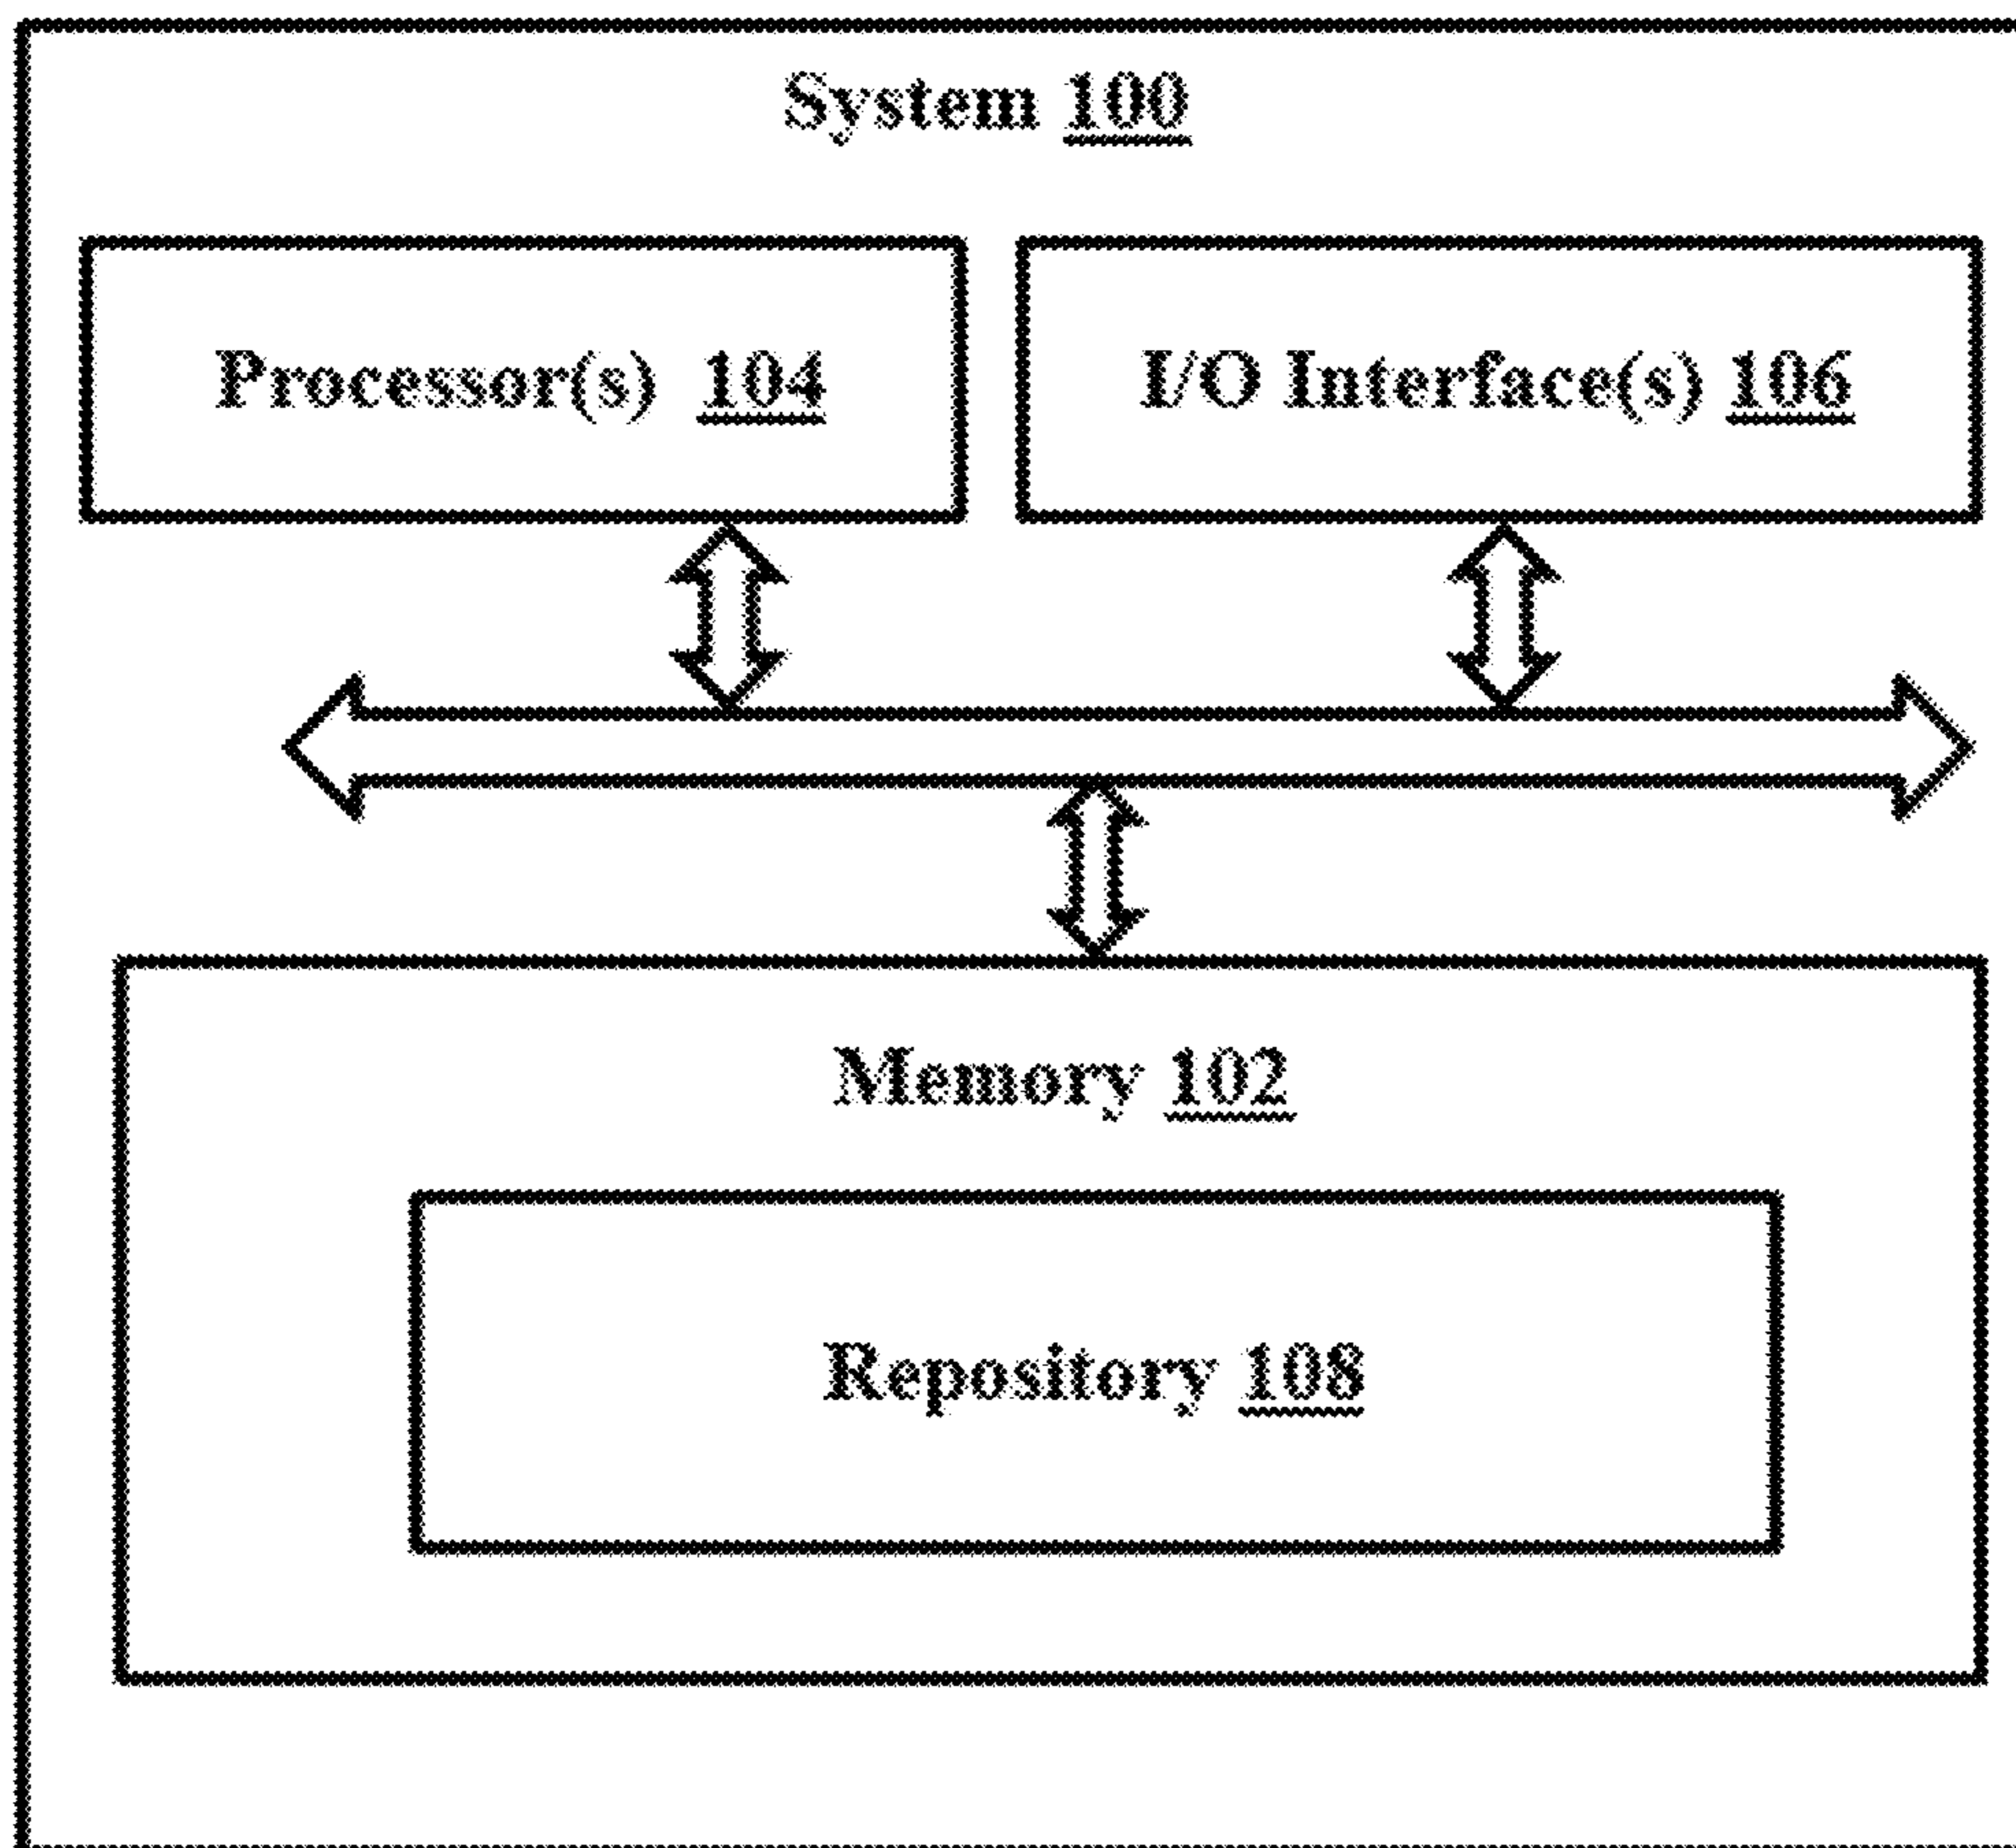 System 100
Processor(s) 104
I/O Interface(s) 106
Memory 102
Repository 108